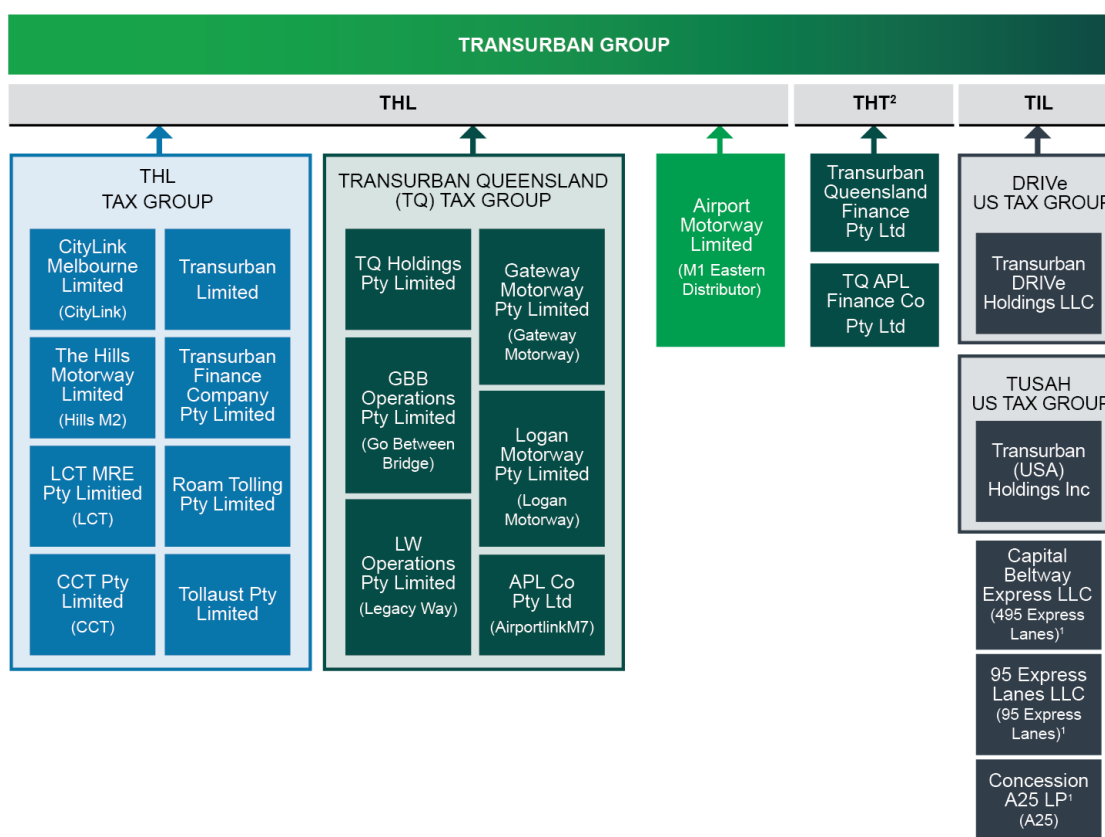 TRANSURBAN GROUP
THL
THT²
TIL
THL
TAX GROUP
CityLink
Melbourne
Limited
(CityLink)
Transurban
Limited
The Hills
Motorway
Limited
(Hills M2)
Transurban
Finance
Company
Pty Limited
LCT MRE
Pty Limitied
(LCT)
Roam Tolling
Pty Limited
CCT Pty
Limited
(CCT)
Tollaust Pty
Limited
TRANSURBAN QUEENSLAND
(TQ) TAX GROUP
TQ Holdings
Pty Limited
GBB
Operations
Pty Limited
(Go Between
Bridge)
LW
Operations
Pty Limited
(Legacy Way)
Gateway
Motorway
Pty Limited
(Gateway
Motorway)
Logan
Motorway
Pty Limited
(Logan
Motorway)
APL Co
Pty Ltd
(AirportlinkM7)
Airport
Motorway
Limited
(M1 Eastern
Distributor)
Transurban
Queensland
Finance
Pty Ltd
TQ APL
Finance Co
Pty Ltd
DRIVe
US TAX GROUP
Transurban
DRIVe
Holdings LLC
TUSAH
US TAX GROUP
Transurban
(USA)
Holdings Inc
Capital
Beltway
Express LLC
(495 Express
Lanes)¹
95 Express
Lanes LLC
(95 Express
Lanes)¹
Concession
A25 LP¹
(A25)